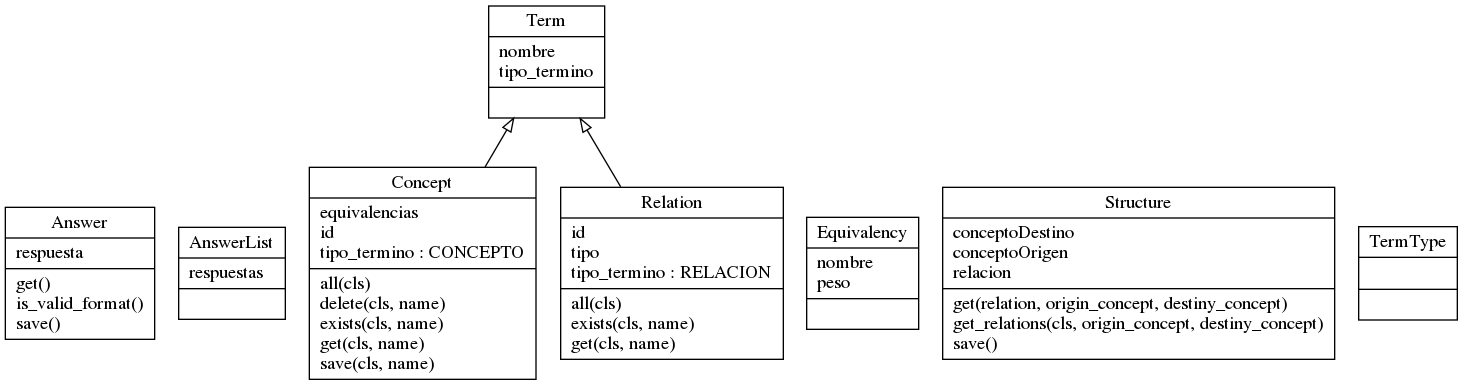 Term
nombre
tipo_termino
Answer
respuesta
get()
is_valid_format()
save()
AnswerList
respuestas
Concept
equivalencias
id
tipo_termino : CONCEPTO
all(cls)
delete(cls, name)
exists(cls, name)
get(cls, name)
save(cls, name)
Relation
id
tipo
tipo_termino : RELACION
all(cls)
exists(cls, name)
get(cls, name)
Equivalency
nombre
peso
Structure
conceptoDestino
conceptoOrigen
relacion
get(relation, origin_concept, destiny_concept)
get_relations(cls, origin_concept, destiny_concept)
save()
TermType